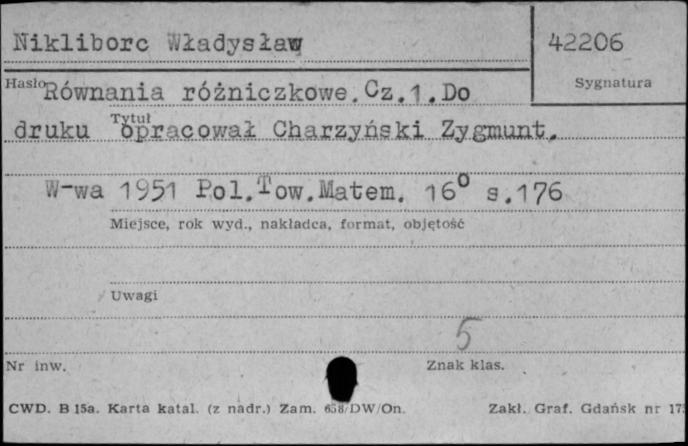 Nikliborc Władysław
42206
Hasło
Równania różniczkowe. Cz.1. Do
Sygnatura
Tytuł
druku opracował Charzyński Zygmunt.
W-wa 1951 Pol.Tow.Matem. 16° s.176
Miejsce, rok wyd., nakładca, format, objętość
Uwagi
5
Nr inw.
Znak klas.
CWD. B 15a. Karta katal. (z nadr.) Zam. 658/DW/On.
Zakł. Graf. Gdańsk nr